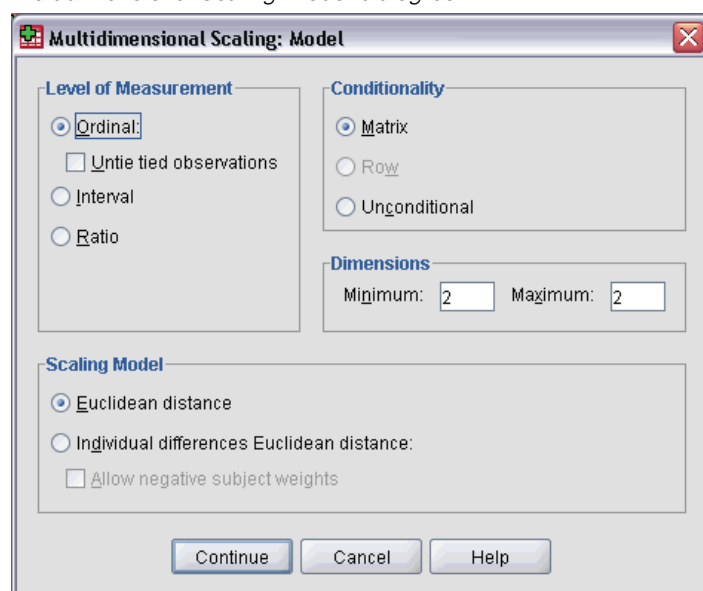 Multidimensional Scaling: Model
Level of Measurement
Ordinal:
Untie tied observations
Interval
Ratio
Conditionality
Matrix
Row
Unconditional
Dimensions
Minimum: 2 Maximum: 2
Scaling Model
Euclidean distance
Individual differences Euclidean distance:
Allow negative subject weights
Continue Cancel Help